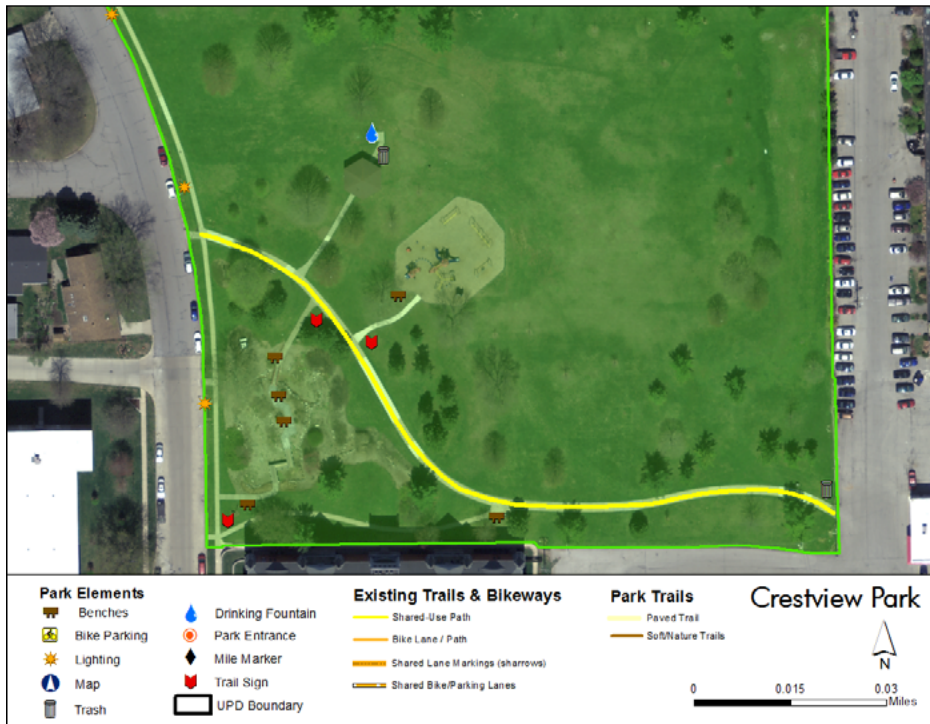 Park Elements
Benches
Bike Parking
Lighting
Map
Trash
Drinking Fountain
Park Entrance
Mile Marker
Trail Sign
UPD Boundary
Existing Trails & Bikeways
Shared-Use Path
Bike Lane / Path
Shared Lane Markings (sharrows)
Shared Bike/Parking Lanes
Park Trails
Paved Trail
Soft/Nature Trails
Crestview Park
N
0 0.015 0.03
Miles